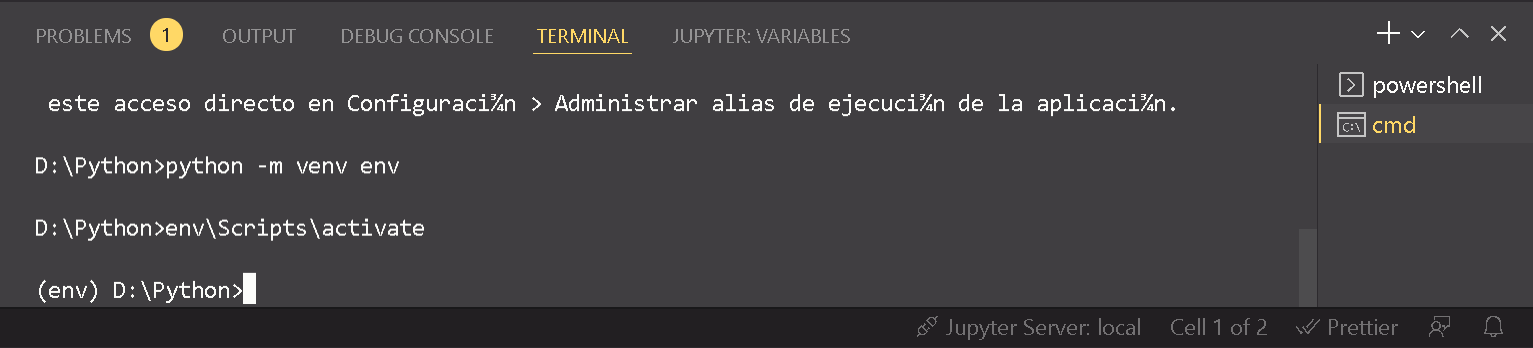 PROBLEMS 1 OUTPUT DEBUG CONSOLE TERMINAL JUPYTER: VARIABLES
este acceso directo en Configuraci¾n > Administrar alias de ejecuci¾n de la aplicaci¾n.
D:\Python>python -m venv env
D:\Python>env\Scripts\activate
(env) D:\Python>
powershell
C:\ cmd
Jupyter Server: local Cell 1 of 2 Prettier